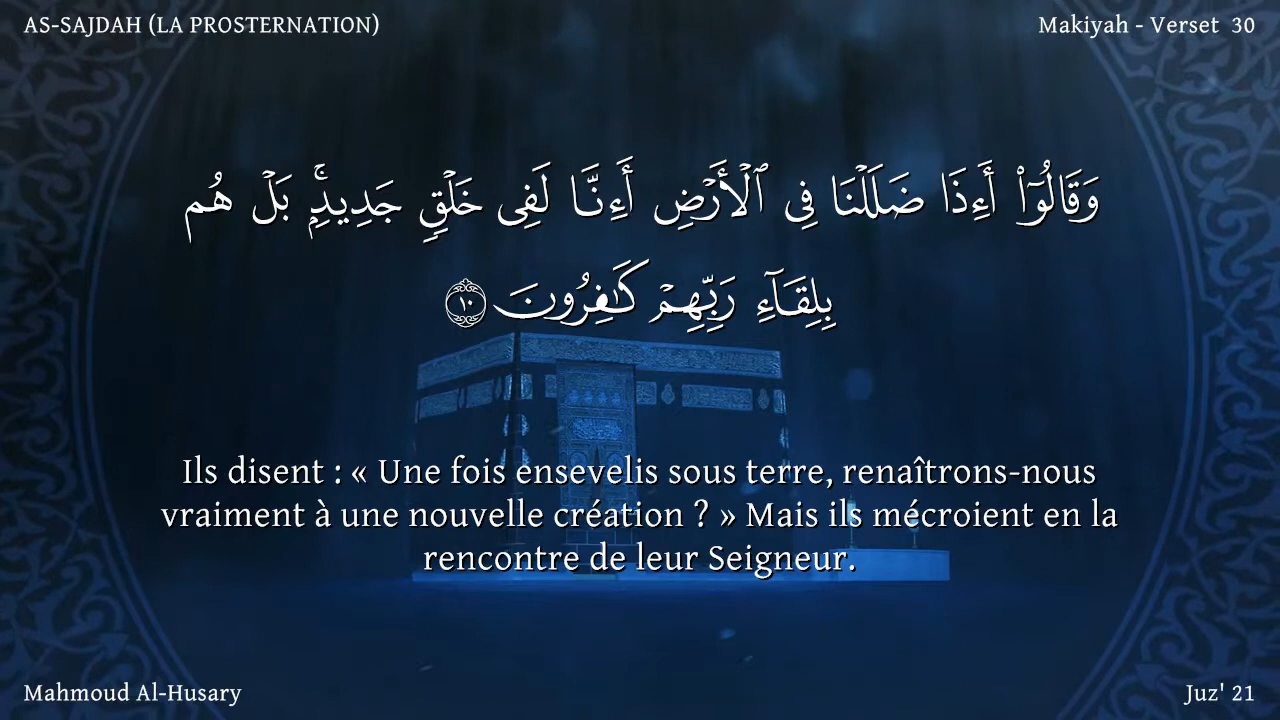 AS-SAJDAH (LA PROSTERNATION)
Makiyah - Verset 30
وَقَالُوٓا۟ أَءِذَا ضَلَلْنَا فِى ٱلْأَرْضِ أَءِنَّا لَفِى خَلْقٍ جَدِيدٍۭ ۚ بَلْ هُم
بِلِقَآءِ رَبِّهِمْ كَـٰفِرُونَ ١٠
Ils disent : « Une fois ensevelis sous terre, renaîtrons-nous
vraiment à une nouvelle création ? » Mais ils mécroient en la
rencontre de leur Seigneur.
Mahmoud Al-Husary
Juz' 21